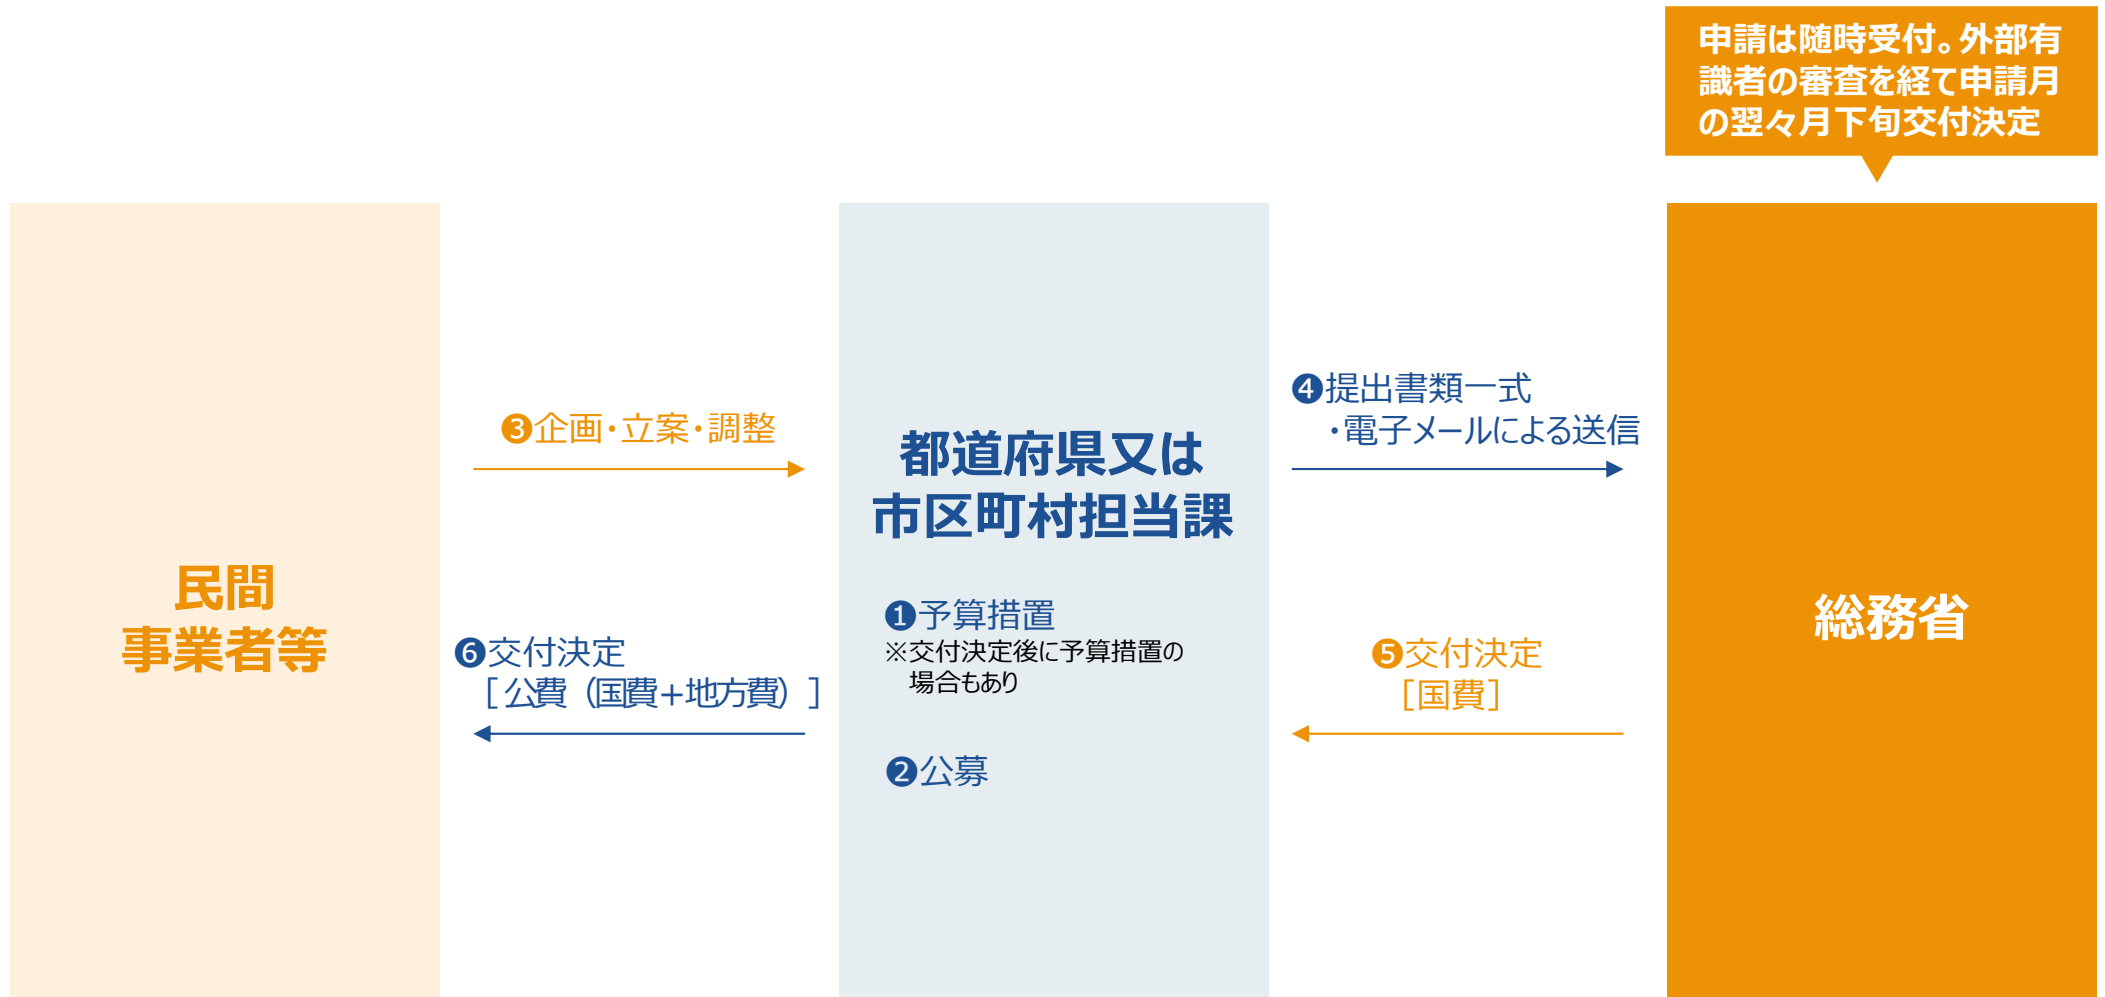 申請は随時受付。外部有
識者の審査を経て申請月
の翌々月下旬交付決定
民間
事業者等
❸企画・立案・調整
❻交付決定
［公費（国費＋地方費）］
都道府県又は
市区町村担当課
❶予算措置
※交付決定後に予算措置の
場合もあり
❷公募
❹提出書類一式
・電子メールによる送信
❺交付決定
［国費］
総務省